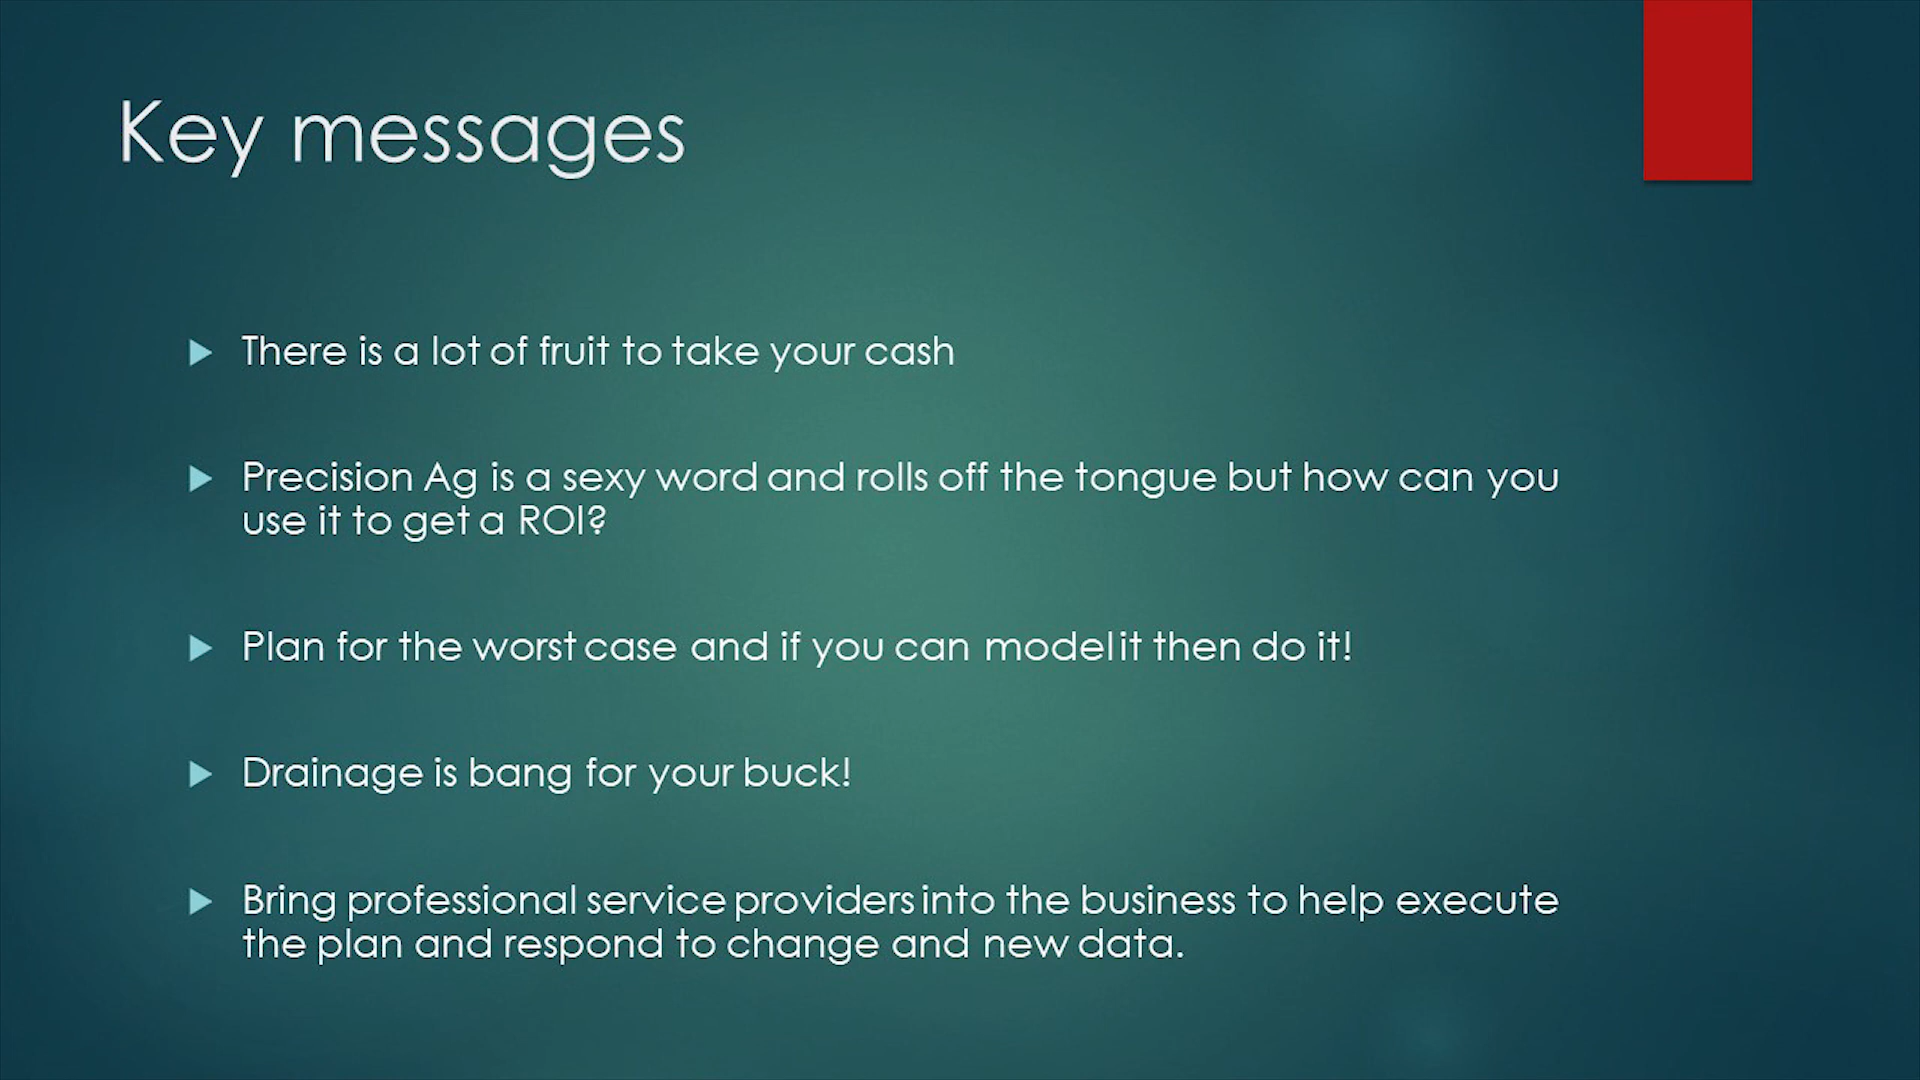 Key messages
There is a lot of fruit to take your cash
Precision Ag is a sexy word and rolls off the tongue but how can you
use it to get a ROI?
Plan for the worst case and if you can model it then do it!
Drainage is bang for your buck!
Bring professional service providers into the business to help execute
the plan and respond to change and new data.